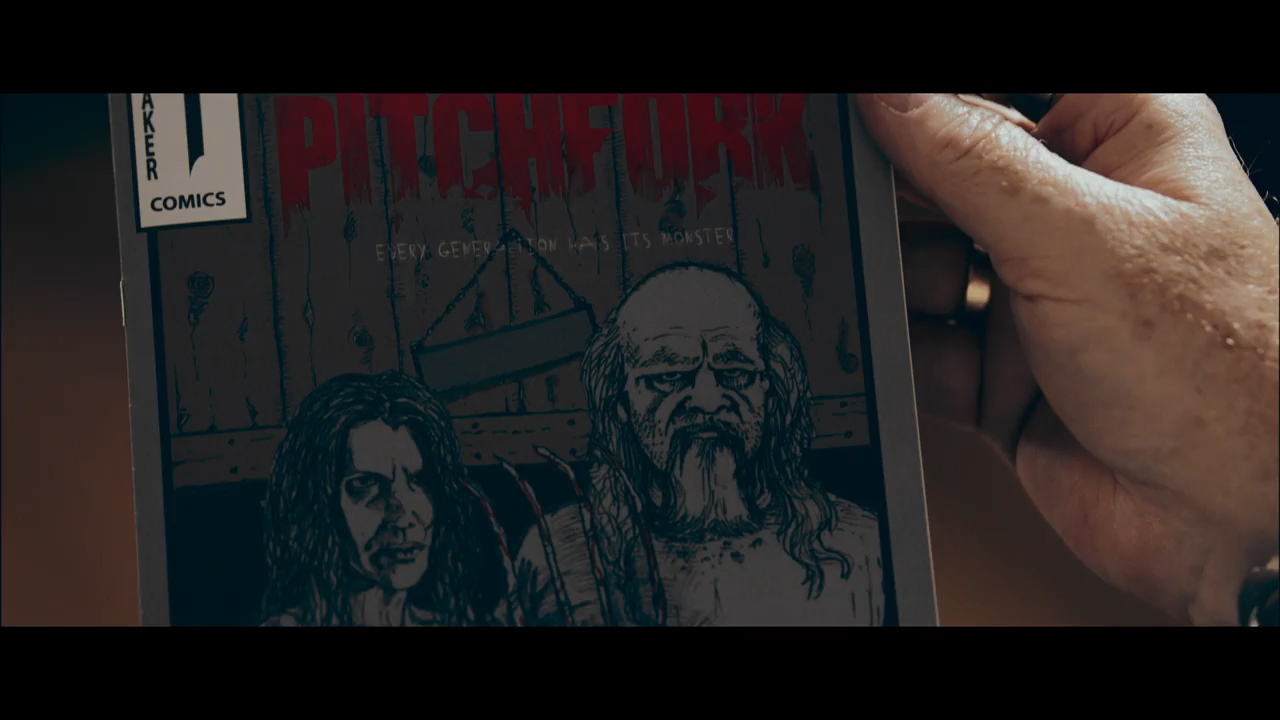 AKER
COMICS
PITCHFORK
EVERY GENERATION HAS ITS MONSTER